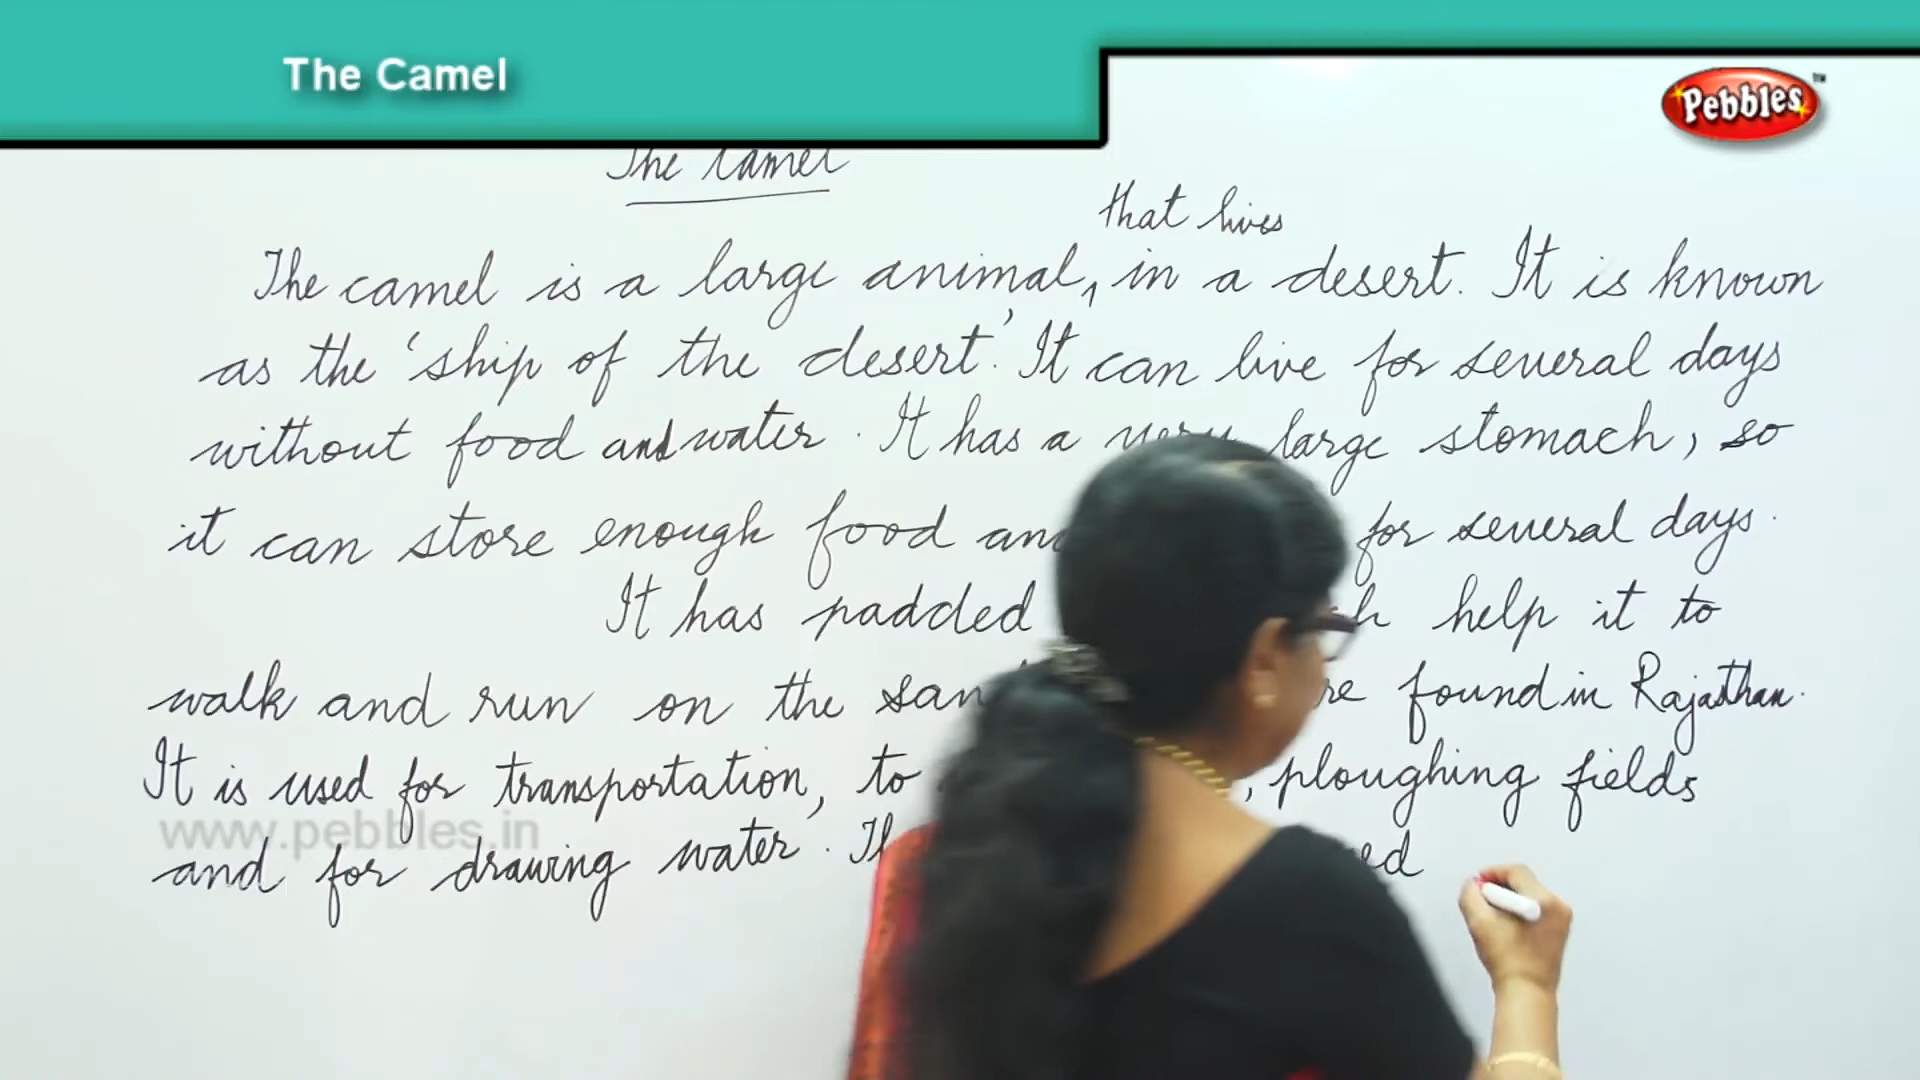 The Camel
Pebbles
TM
The Camel
that lives
The camel is a large animal, in a desert. It is known
as the 'ship of the desert'. It can live for several days
without food and water. It has a very large stomach, so
it can store enough food and for several days.
It has padded help it to
walk and run on the found in Rajasthan.
It is used for transportation, to , ploughing fields
www.pebbles.in
and for drawing water.